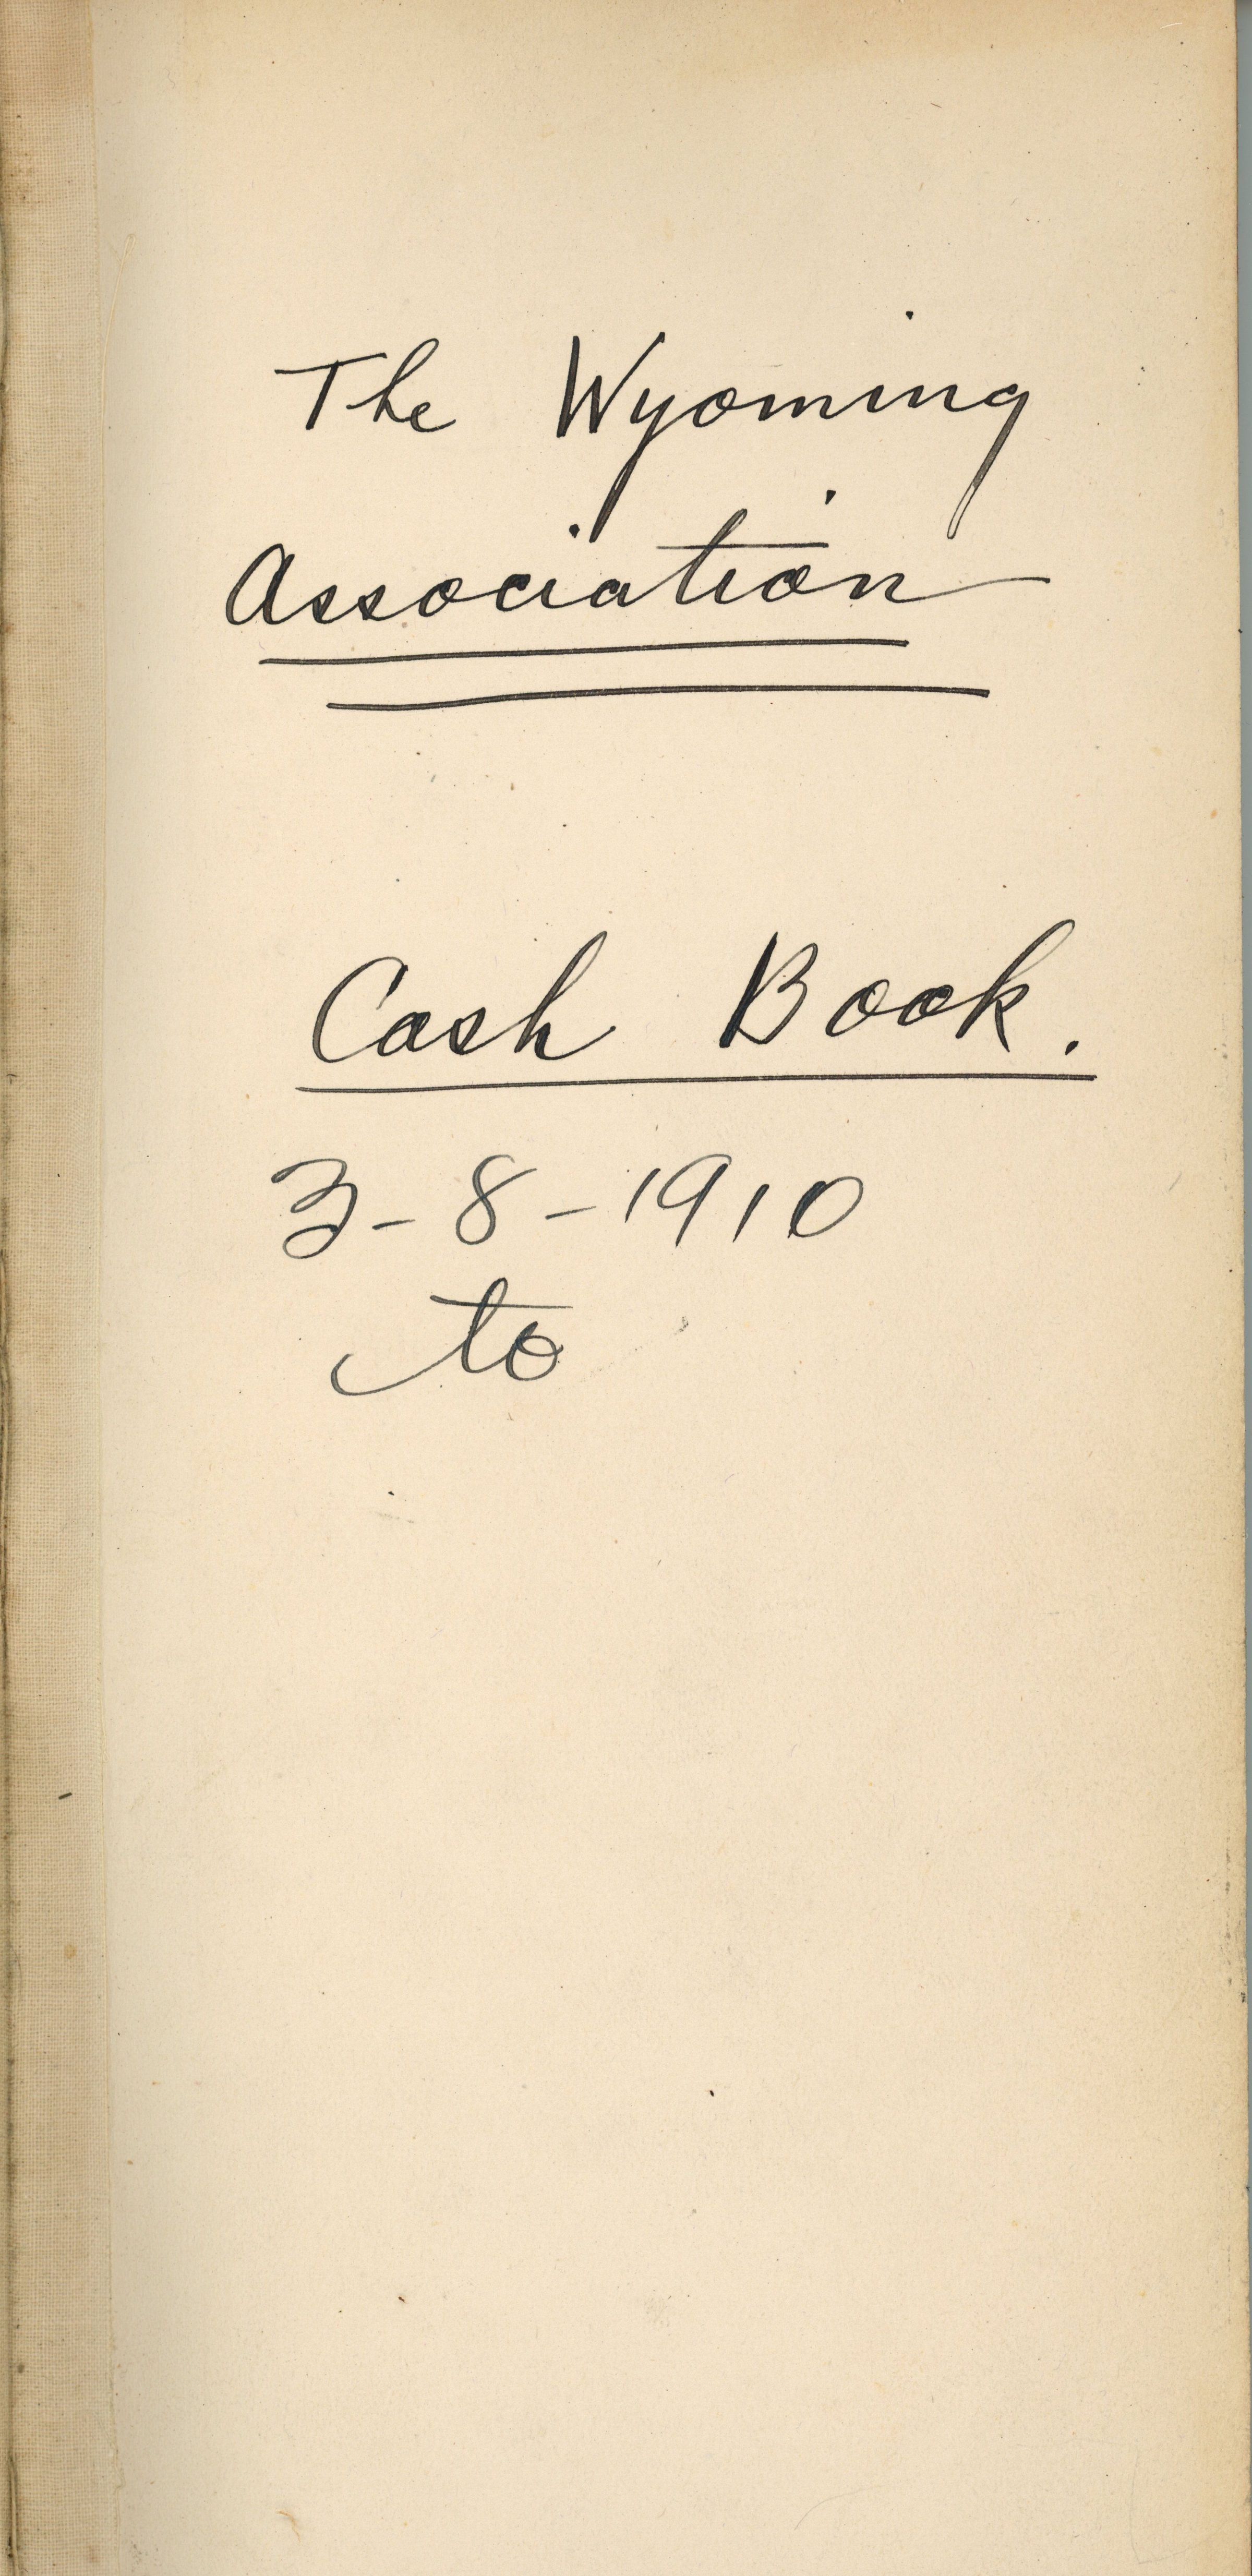 The Wyoming
Association
Cash Book.
3-8-1910
to